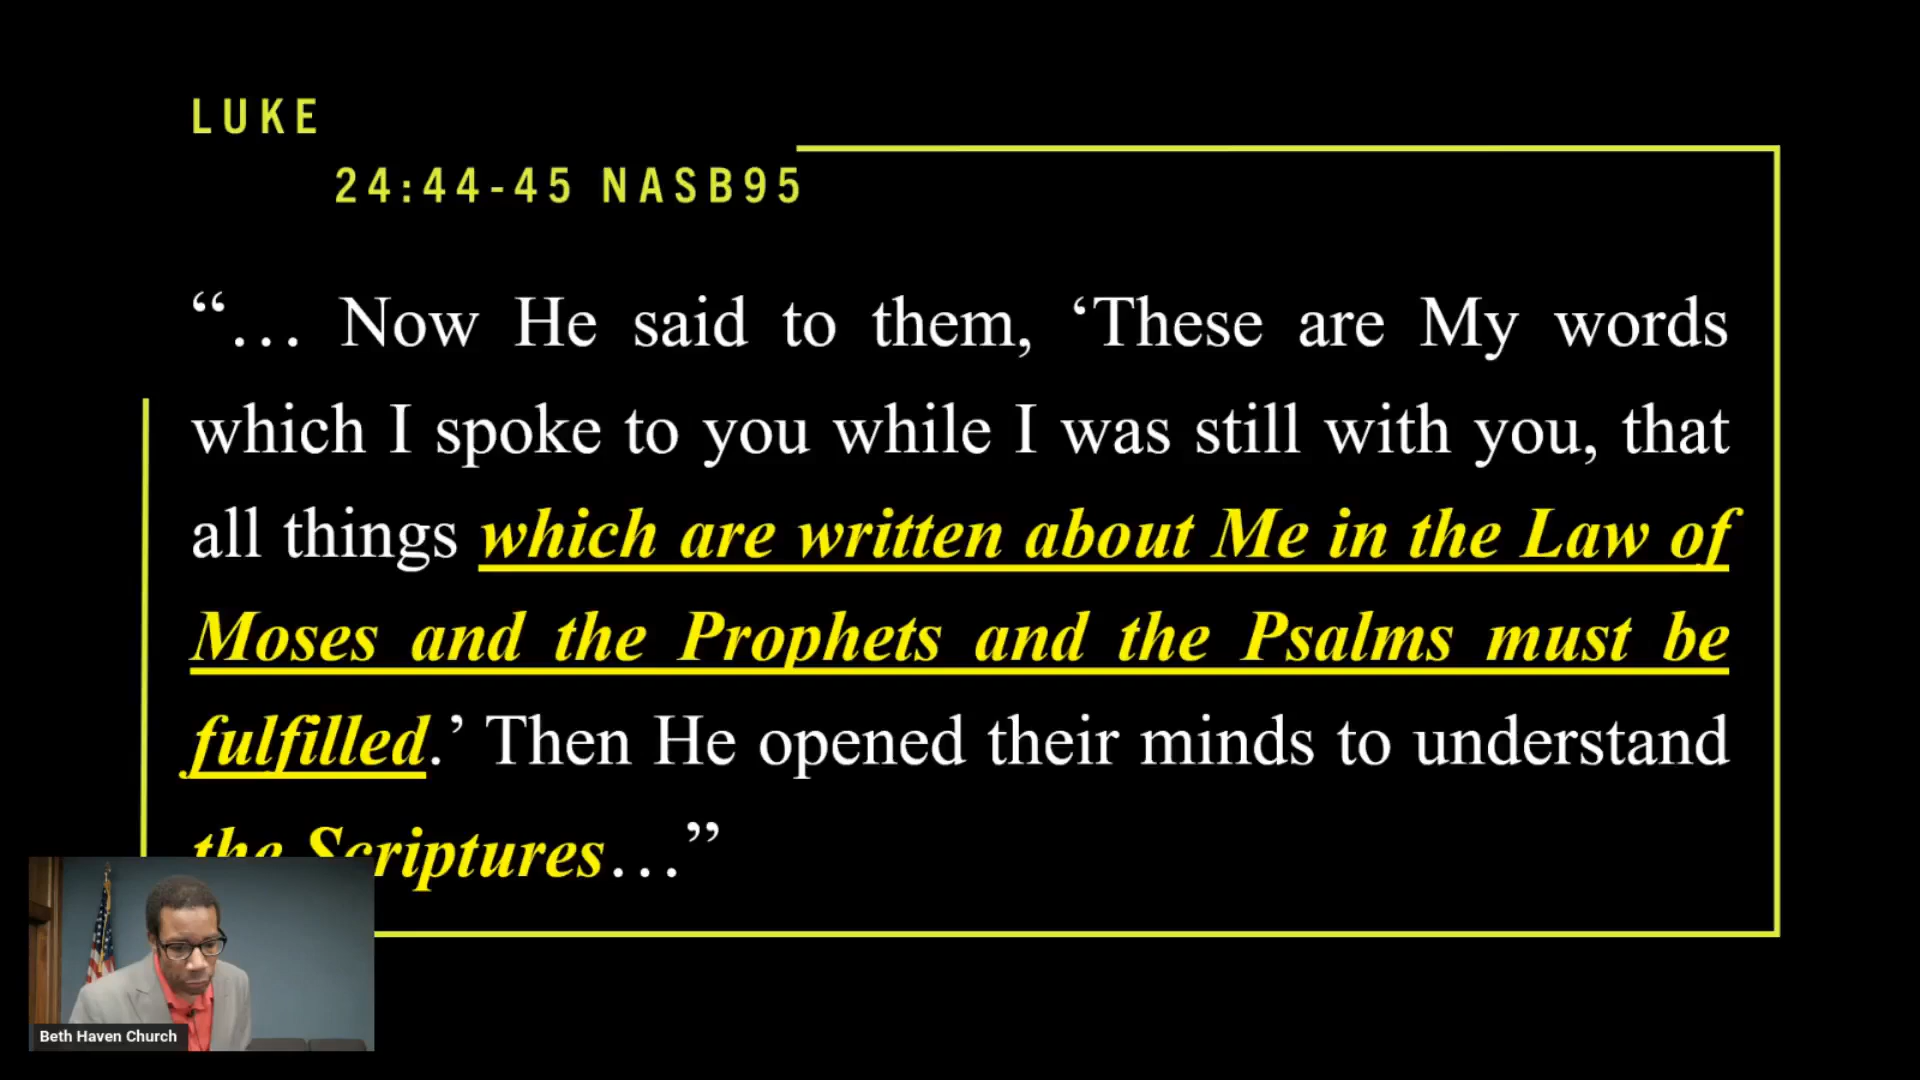 LUKE
24:44-45 NASB95
“… Now He said to them, ‘These are My words
which I spoke to you while I was still with you, that
all things which are written about Me in the Law of
Moses and the Prophets and the Psalms must be
fulfilled.’ Then He opened their minds to understand
the Scriptures…”
Beth Haven Church